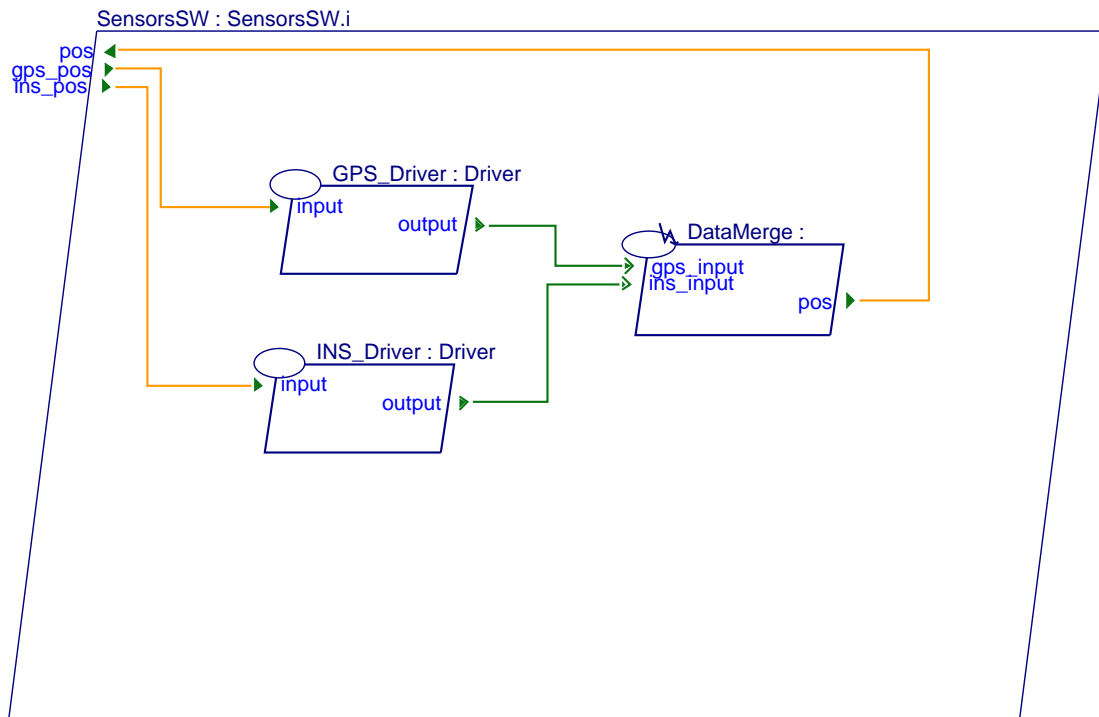 SensorsSW : SensorsSW.i
pos
gps_pos
ins_pos
GPS_Driver : Driver
input
output
DataMerge :
gps_input
ins_input
pos
INS_Driver : Driver
input
output